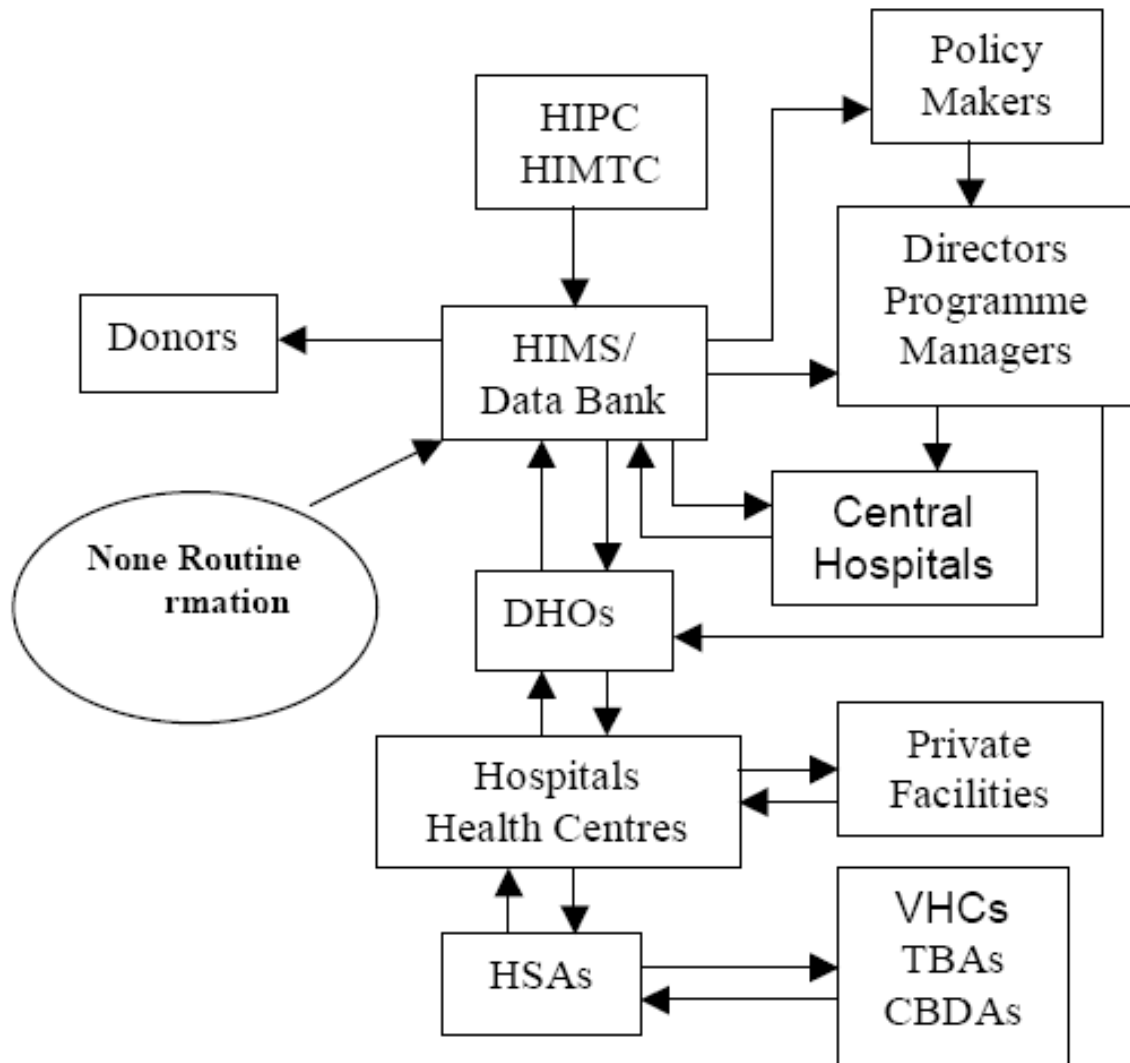 Policy
Makers
HIPC
HIMTC
Directors
Programme
Managers
Donors
HIMS/
Data Bank
Central
Hospitals
None Routine
rmation
DHOs
Private
Facilities
Hospitals
Health Centres
VHCs
TBAs
CBDAs
HSAs